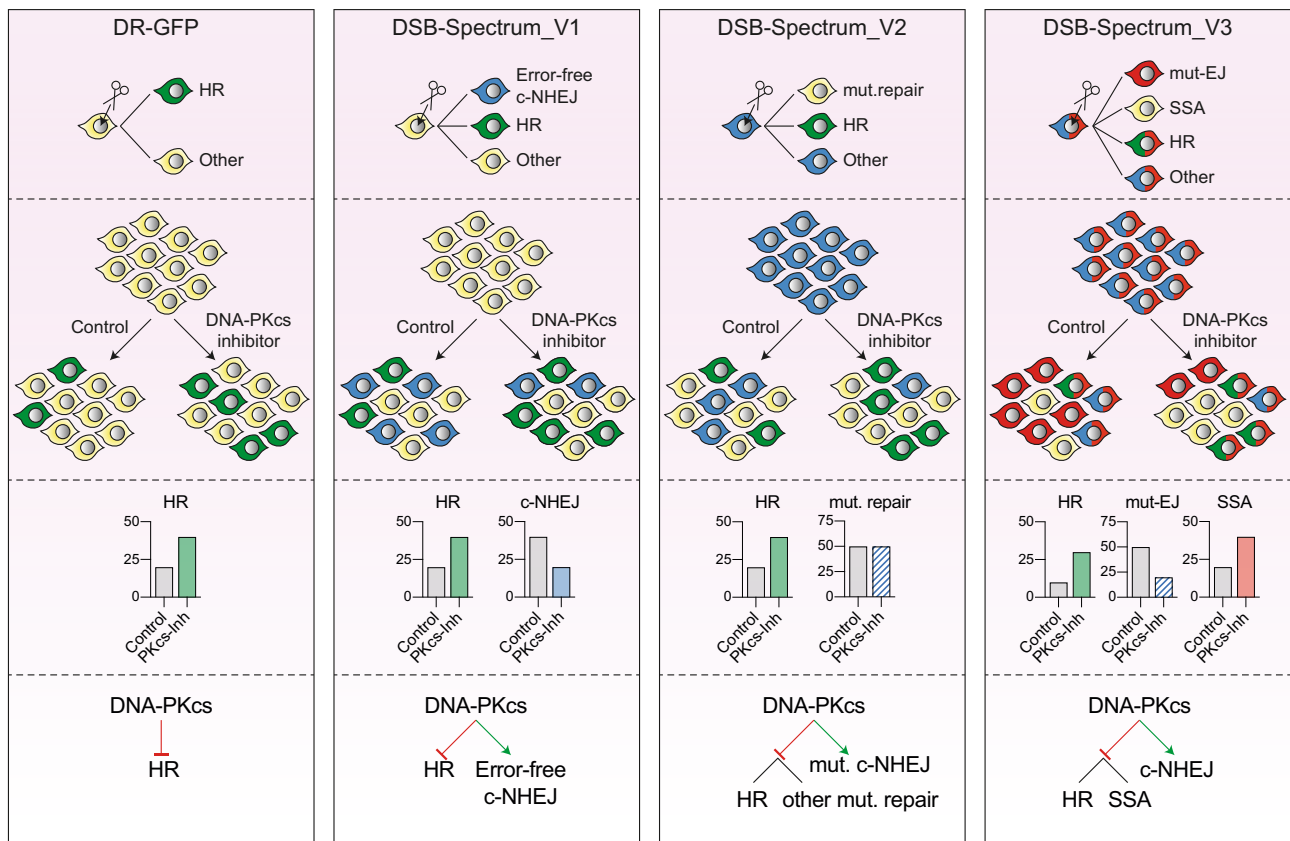 DR-GFP
HR
Other
Control
DNA-PKcs
inhibitor
HR
50
25
0
Control
PKcs-Inh
DNA-PKcs
HR
DSB-Spectrum_V1
Error-free
c-NHEJ
HR
Other
Control
DNA-PKcs
inhibitor
HR
50
25
0
Control
PKcs-Inh
c-NHEJ
50
25
0
Control
PKcs-Inh
DNA-PKcs
HR
Error-free
c-NHEJ
DSB-Spectrum_V2
mut.repair
HR
Other
Control
DNA-PKcs
inhibitor
HR
50
25
0
Control
PKcs-Inh
mut. repair
75
50
25
0
Control
PKcs-Inh
DNA-PKcs
mut. c-NHEJ
HR other mut. repair
DSB-Spectrum_V3
mut-EJ
SSA
HR
Other
Control
DNA-PKcs
inhibitor
HR
50
25
0
Control
PKcs-Inh
mut-EJ
75
50
25
0
Control
PKcs-Inh
SSA
50
25
0
Control
PKcs-Inh
DNA-PKcs
c-NHEJ
HR SSA